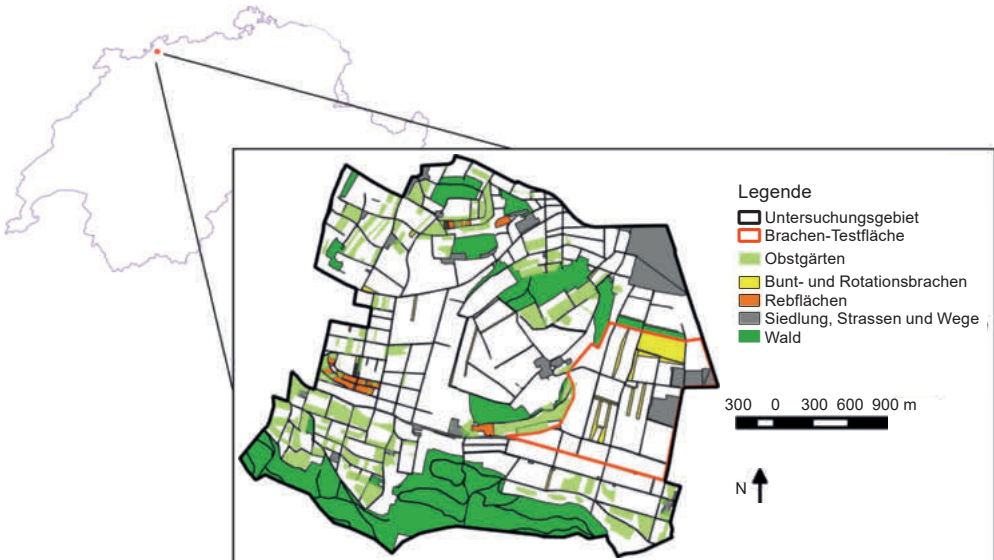 Legende
Untersuchungsgebiet
Brachen-Testfläche
Obstgärten
Bunt- und Rotationsbrachen
Rebflächen
Siedlung, Strassen und Wege
Wald
300 0 300 600 900 m
N